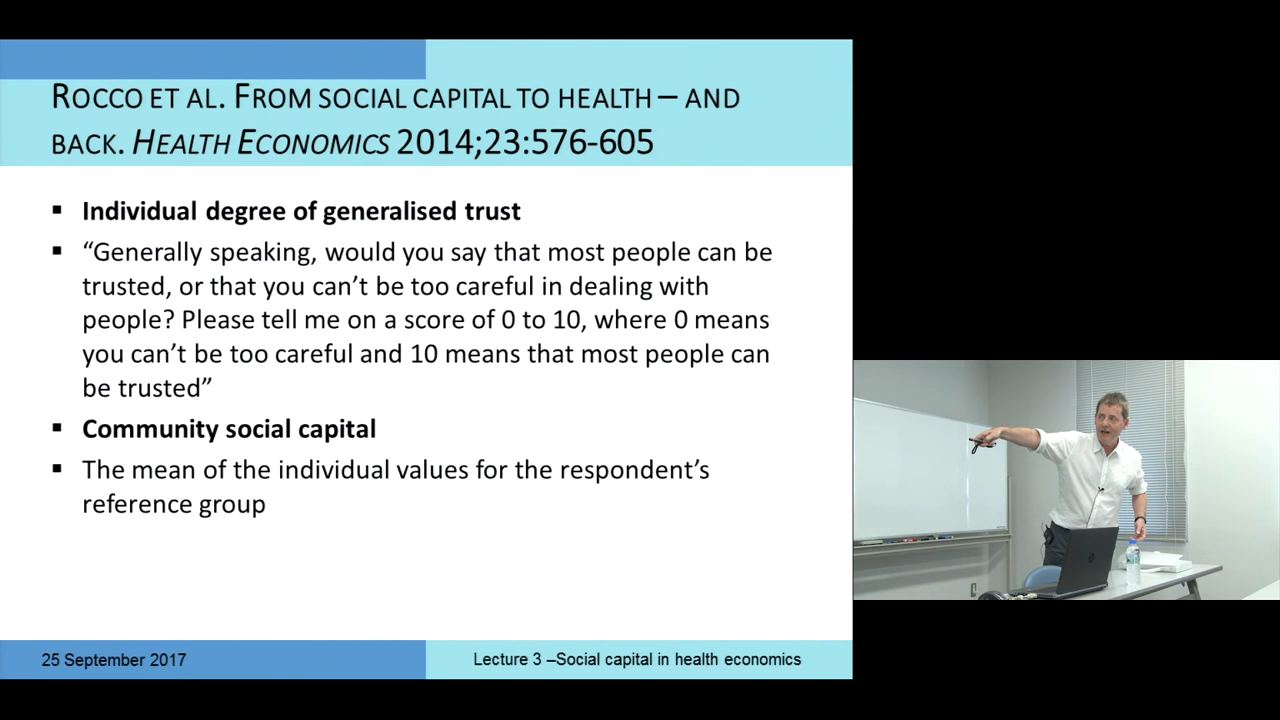 ROCCO ET AL. FROM SOCIAL CAPITAL TO HEALTH – AND
BACK. HEALTH ECONOMICS 2014;23:576-605
▪ Individual degree of generalised trust
▪ “Generally speaking, would you say that most people can be
trusted, or that you can’t be too careful in dealing with
people? Please tell me on a score of 0 to 10, where 0 means
you can’t be too careful and 10 means that most people can
be trusted”
▪ Community social capital
▪ The mean of the individual values for the respondent’s
reference group
25 September 2017
Lecture 3 –Social capital in health economics